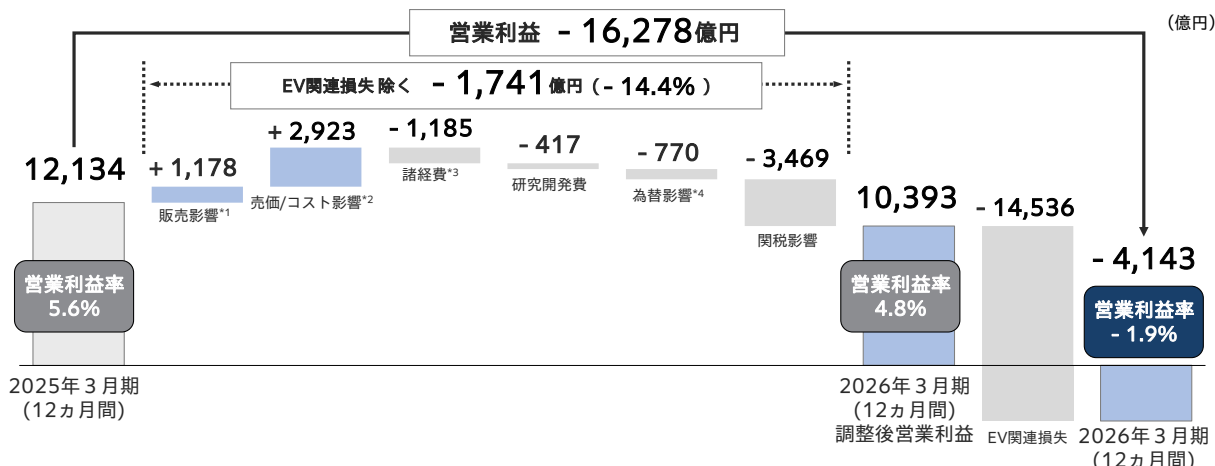 (億円)
営業利益 - 16,278億円
EV関連損失 除く - 1,741 億円 ( - 14.4% )
12,134
+ 1,178
+ 2,923
- 1,185
- 417
- 770
- 3,469
10,393
- 14,536
- 4,143
販売影響*1
売価/コスト影響*2
諸経費*3
研究開発費
為替影響*4
関税影響
営業利益率
5.6%
営業利益率
4.8%
営業利益率
- 1.9%
2025年3月期
(12ヵ月間)
2026年3月期
(12ヵ月間)
調整後営業利益
EV関連損失
2026年3月期
(12ヵ月間)